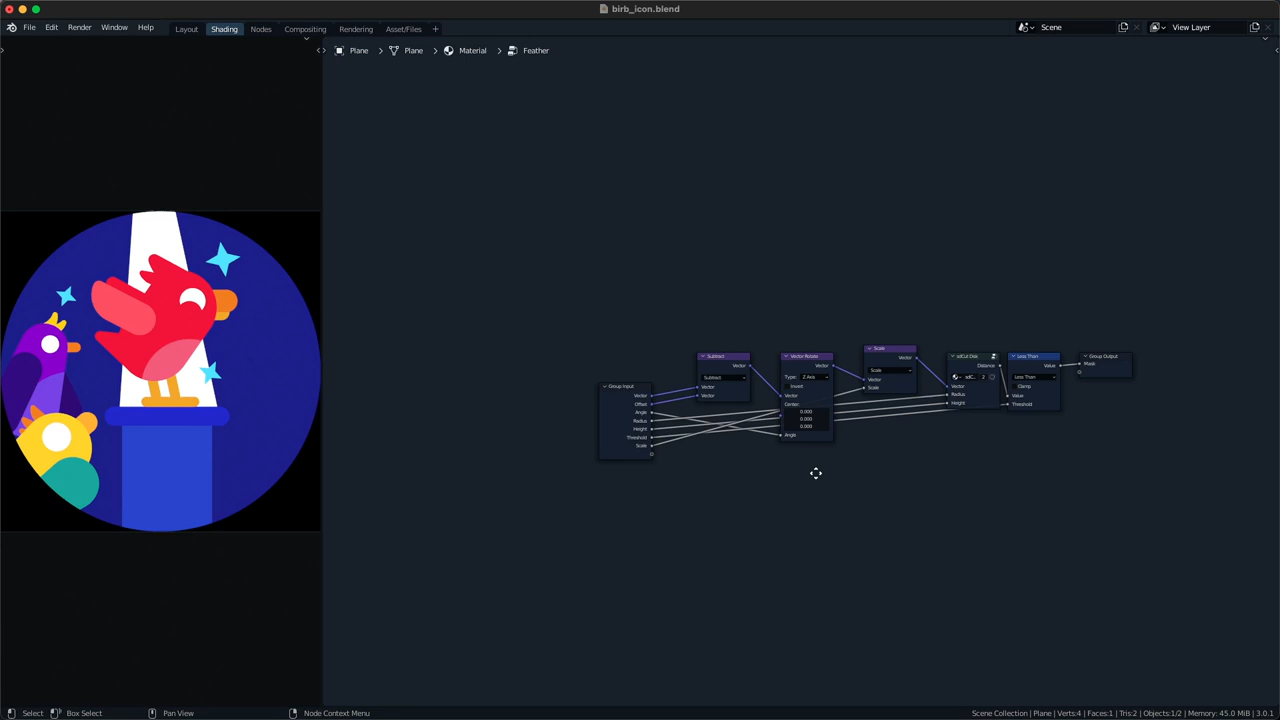 birb_icon.blend
File Edit Render Window Help Layout Shading Nodes Compositing Rendering Asset/Files + Scene View Layer
Plane > Plane > Material > Feather
Group Input
Vector
Offset
Angle
Radius
Height
Threshold
Scale
Subtract
Vector
Subtract
Vector
Vector
Vector Rotate
Vector
Type: Z Axis
Invert
Vector
Center:
0.000
0.000
0.000
Angle
Scale
Vector
Scale
Vector
Scale
sdCut Disk
Distance
sdC.. 2
Vector
Radius
Height
Less Than
Value
Less Than
Clamp
Value
Threshold
Group Output
Mask
Select Box Select Pan View Node Context Menu Scene Collection | Plane | Verts:4 | Faces:1 | Tris:2 | Objects:1/2 | Memory: 45.0 MiB | 3.0.1